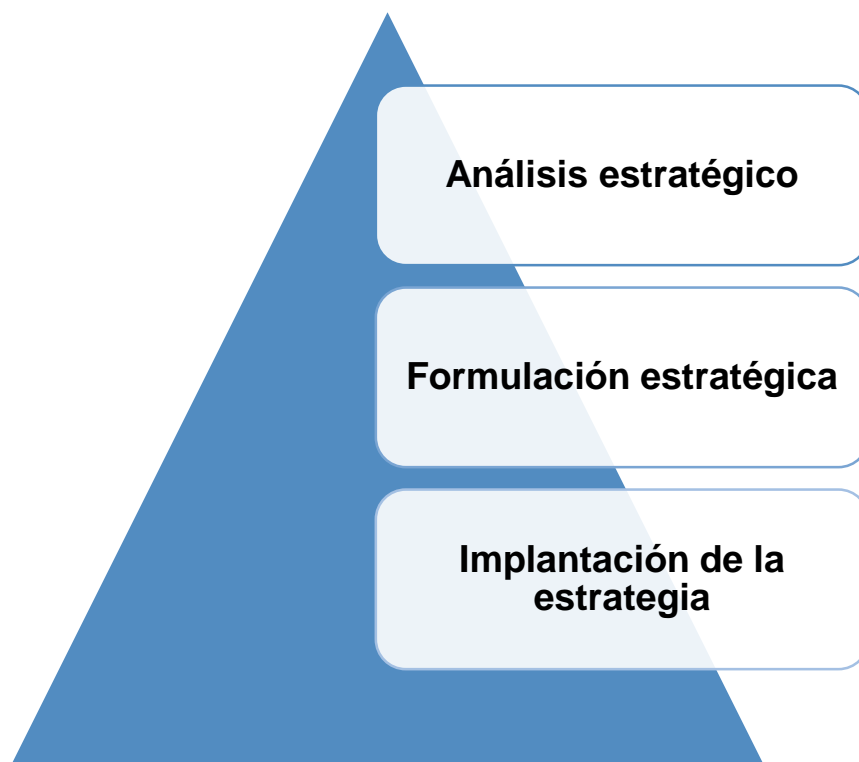 Análisis estratégico
Formulación estratégica
Implantación de la
estrategia